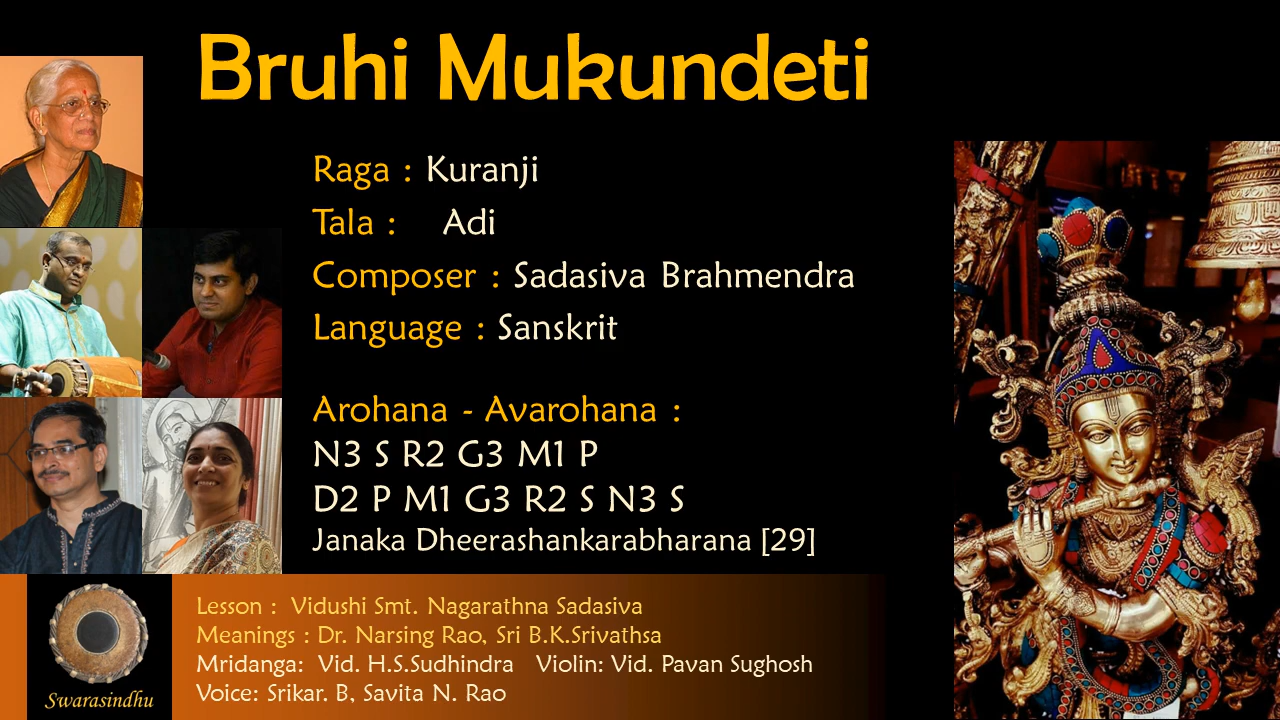 Bruhi Mukundeti
Raga : Kuranji
Tala : Adi
Composer : Sadasiva Brahmendra
Language : Sanskrit
Arohana - Avarohana :
N3 S R2 G3 M1 P
D2 P M1 G3 R2 S N3 S
Janaka Dheerashankarabharana [29]
Lesson : Vidushi Smt. Nagarathna Sadasiva
Meanings : Dr. Narsing Rao, Sri B.K.Srivathsa
Mridanga: Vid. H.S.Sudhindra Violin: Vid. Pavan Sughosh
Voice: Srikar. B, Savita N. Rao
Swarasindhu